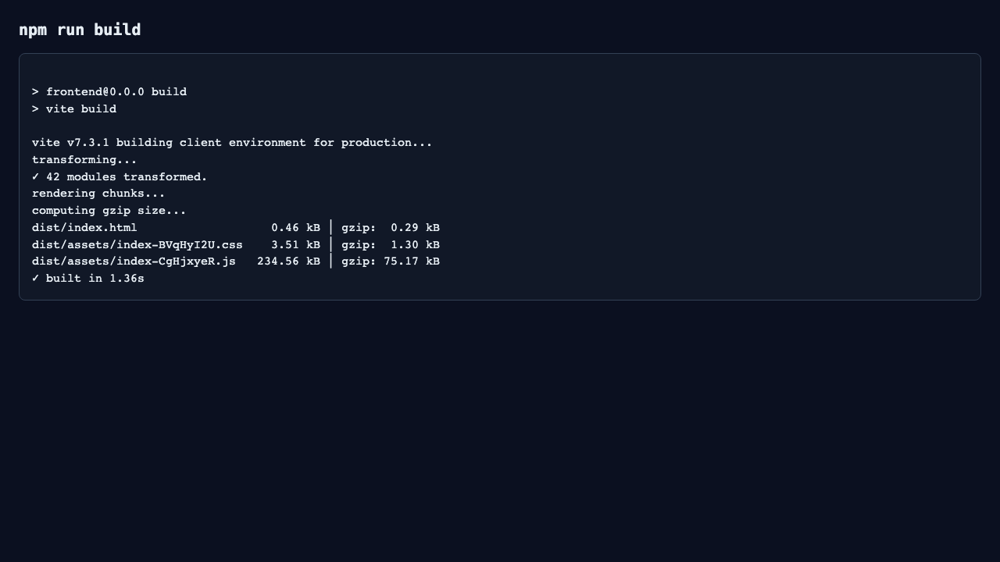 npm run build
> frontend@0.0.0 build
> vite build
vite v7.3.1 building client environment for production...
transforming...
✓ 42 modules transformed.
rendering chunks...
computing gzip size...
dist/index.html                   0.46 kB │ gzip:  0.29 kB
dist/assets/index-BVqHyI2U.css    3.51 kB │ gzip:  1.30 kB
dist/assets/index-CgHjxyeR.js   234.56 kB │ gzip: 75.17 kB
✓ built in 1.36s